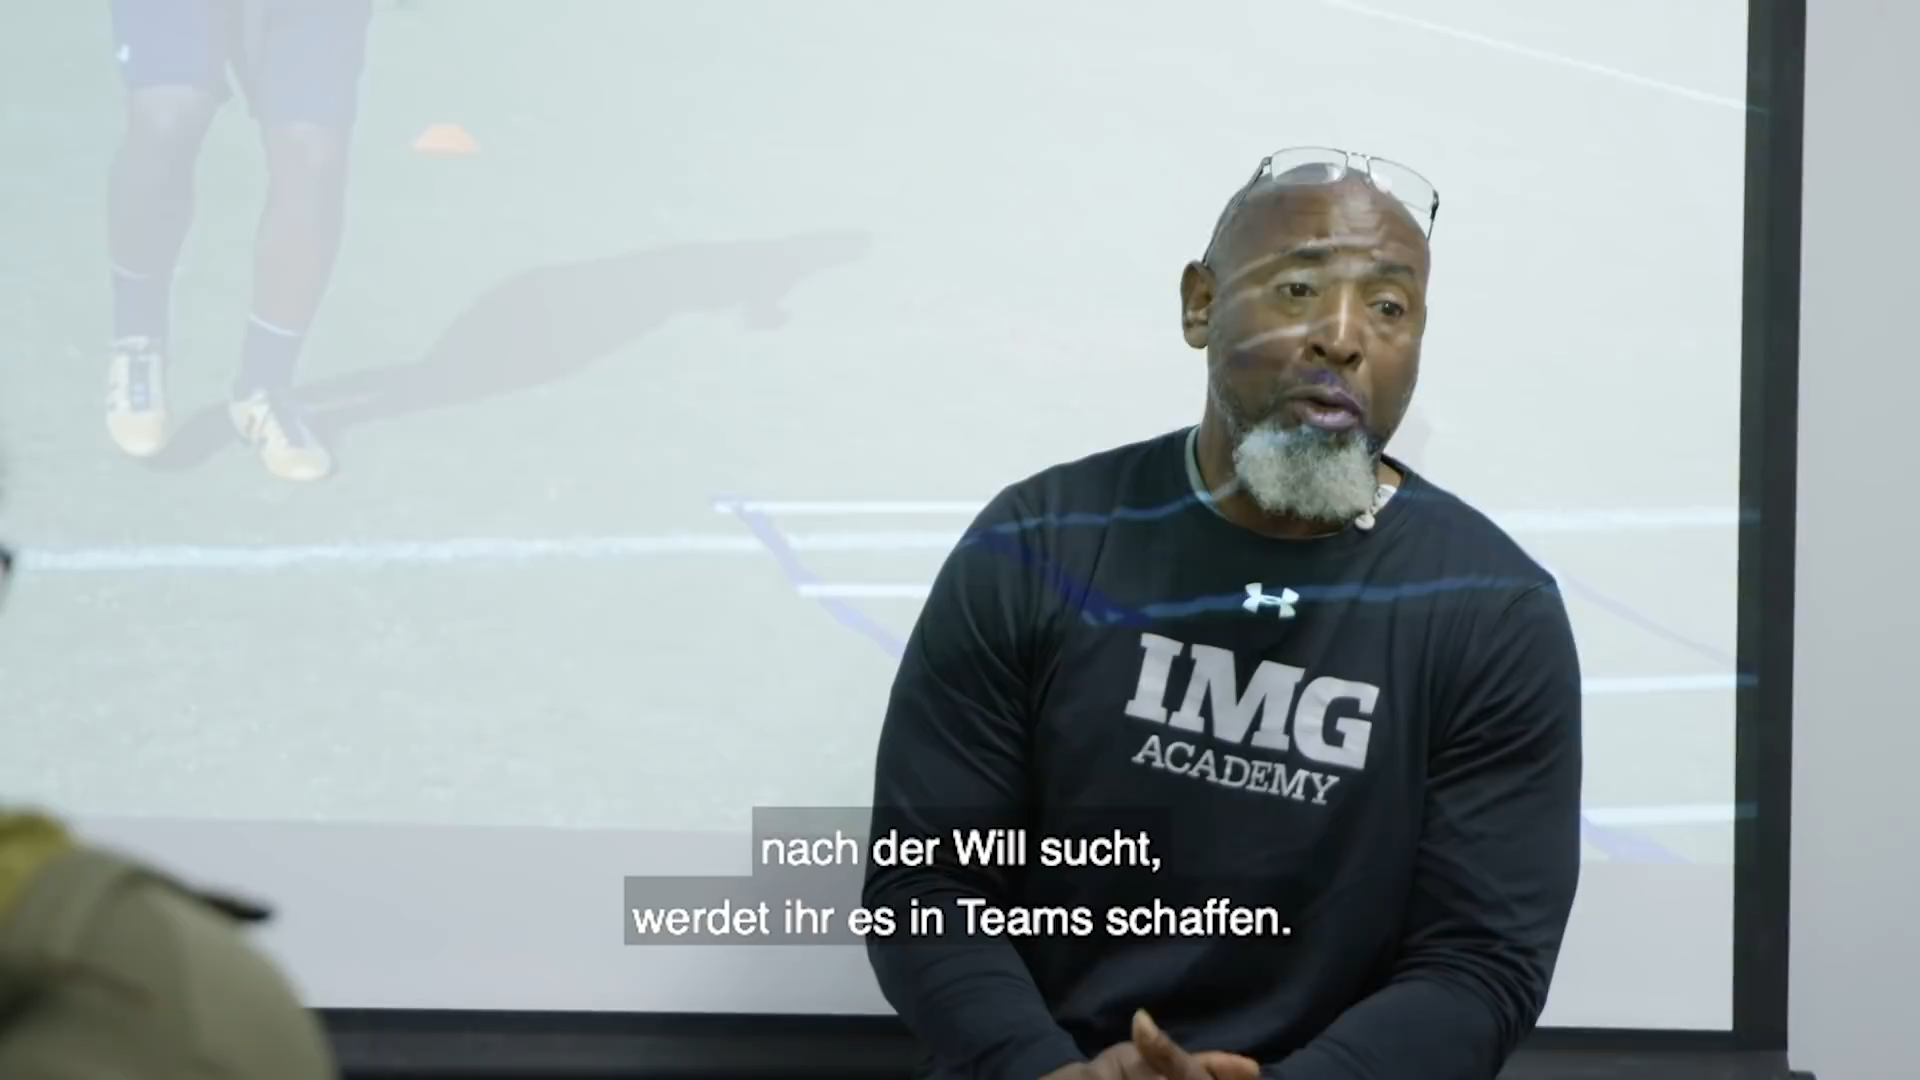 IMG
ACADEMY
nach der Will sucht,
werdet ihr es in Teams schaffen.